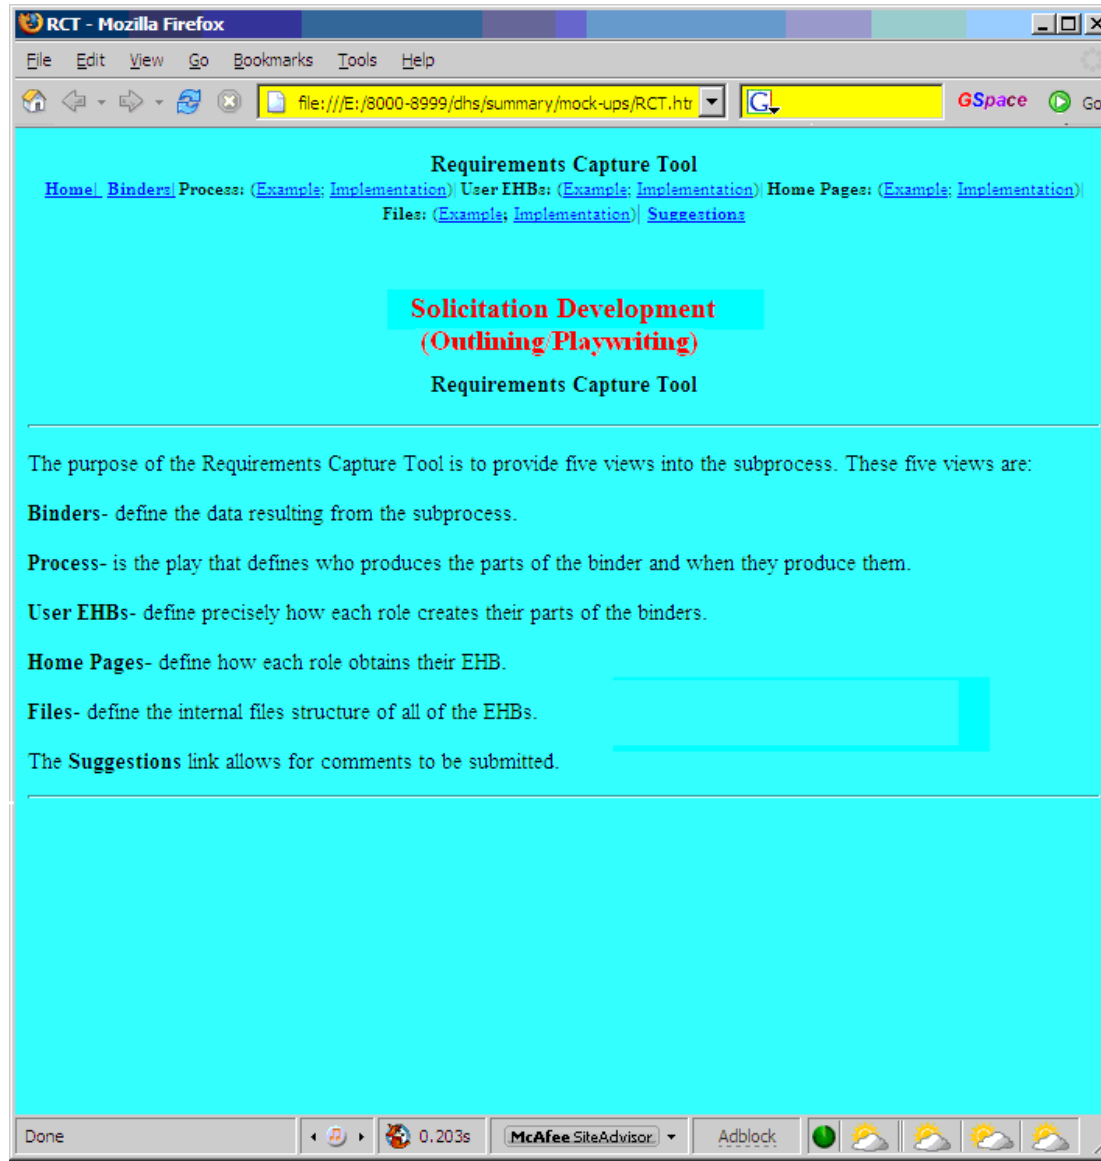 RCT - Mozilla Firefox
File Edit View Go Bookmarks Tools Help
file:///E:/8000-8999/dhs/summary/mock-ups/RCT.htr G GSpace Go
Requirements Capture Tool
Home| Binders| Process: (Example; Implementation)| User EHBs: (Example; Implementation)| Home Pages: (Example; Implementation)|
Files: (Example; Implementation)| Suggestions
Solicitation Development
(Outlining/Playwriting)
Requirements Capture Tool
The purpose of the Requirements Capture Tool is to provide five views into the subprocess. These five views are:
Binders- define the data resulting from the subprocess.
Process- is the play that defines who produces the parts of the binder and when they produce them.
User EHBs- define precisely how each role creates their parts of the binders.
Home Pages- define how each role obtains their EHB.
Files- define the internal files structure of all of the EHBs.
The Suggestions link allows for comments to be submitted.
Done 0.203s McAfee SiteAdvisor Adblock